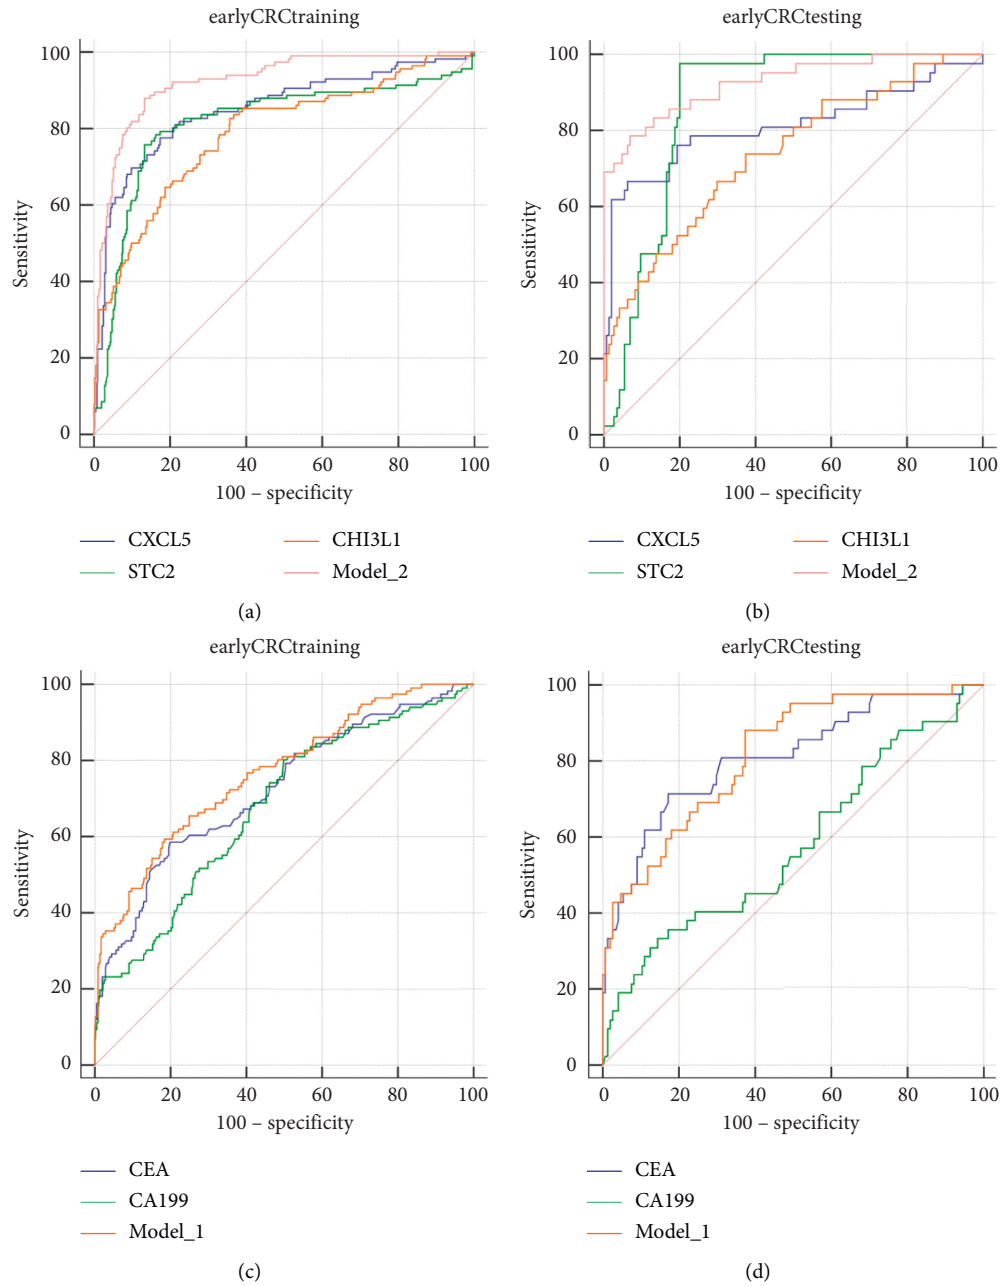 earlyCRCtraining
100
80
60
40
20
0
Sensitivity
0 20 40 60 80 100
100 – specificity
CXCL5 CHI3L1
STC2 Model_2
(a)
earlyCRCtesting
100
80
60
40
20
0
Sensitivity
0 20 40 60 80 100
100 – specificity
CXCL5 CHI3L1
STC2 Model_2
(b)
earlyCRCtraining
100
80
60
40
20
0
Sensitivity
0 20 40 60 80 100
100 – specificity
CEA
CA199
Model_1
(c)
earlyCRCtesting
100
80
60
40
20
0
Sensitivity
0 20 40 60 80 100
100 – specificity
CEA
CA199
Model_1
(d)